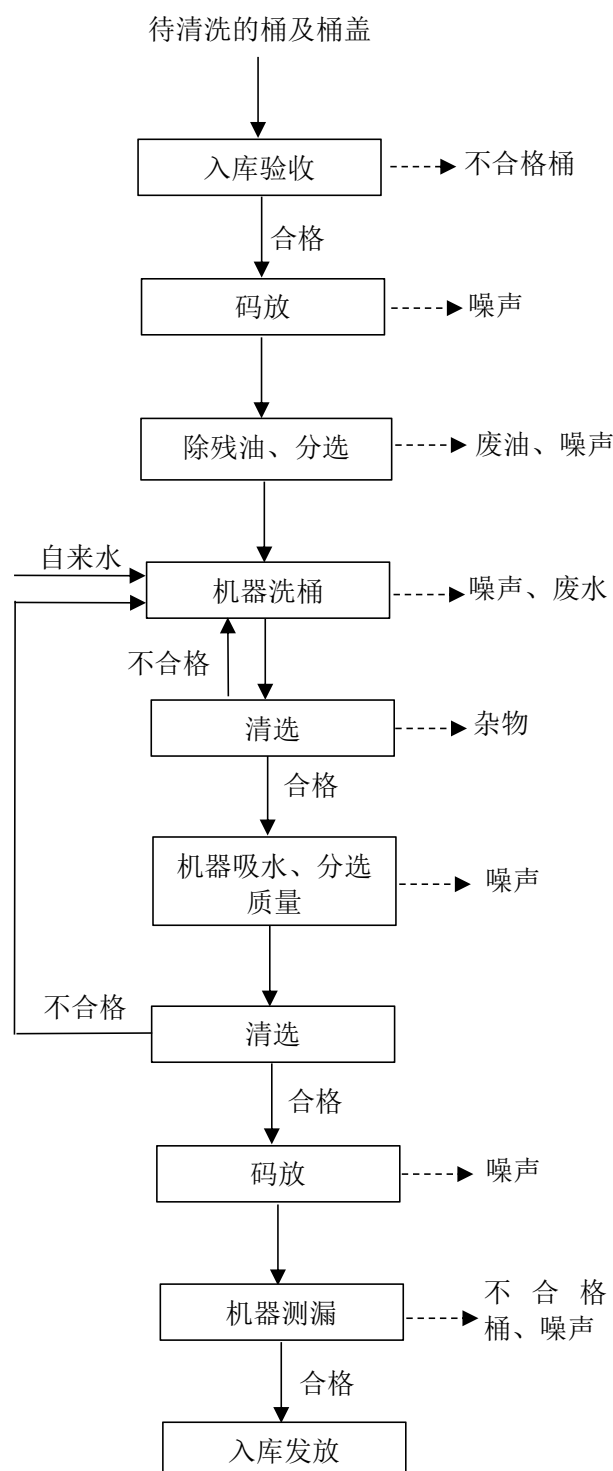 待清洗的桶及桶盖
入库验收
不合格桶
合格
码放
噪声
除残油、分选
废油、噪声
自来水
机器洗桶
噪声、废水
不合格
清选
杂物
合格
机器吸水、分选
质量
噪声
不合格
清选
合格
码放
噪声
机器测漏
不合格
桶、噪声
合格
入库发放